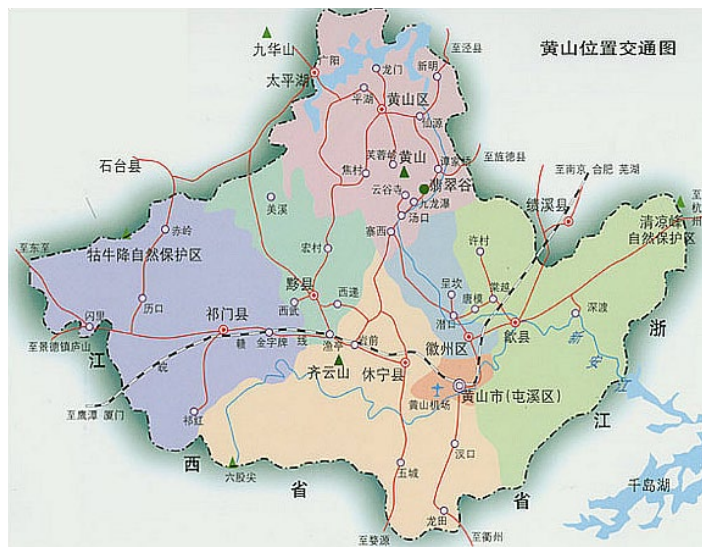 黄山位置交通图
九华山
广阳
太平湖
龙门
新明
至泾县
平湖
黄山区
仙源
石台县
焦村
芙蓉岭
黄山
谭家桥
至旌德县
至南京 合肥 芜湖
翡翠谷
云谷寺
九龙瀑
汤口
绩溪县
至杭州
清凉峰
自然保护区
美溪
赤岭
牯牛降自然保护区
至东至
宏村
寨西
许村
呈坎
棠越
唐模
潜口
深渡
浙
黟县
西递
西武
历口
闪里
祁门县
金字牌
渔亭
岩前
赣
线
皖
徽州区
歙县
新安江
至景德镇庐山
江
齐云山
休宁县
黄山机场
黄山市(屯溪区)
至鹰潭 厦门
祁红
江
西
六股尖
省
五城
汊口
省
千岛湖
龙田
至婺源
至衢州